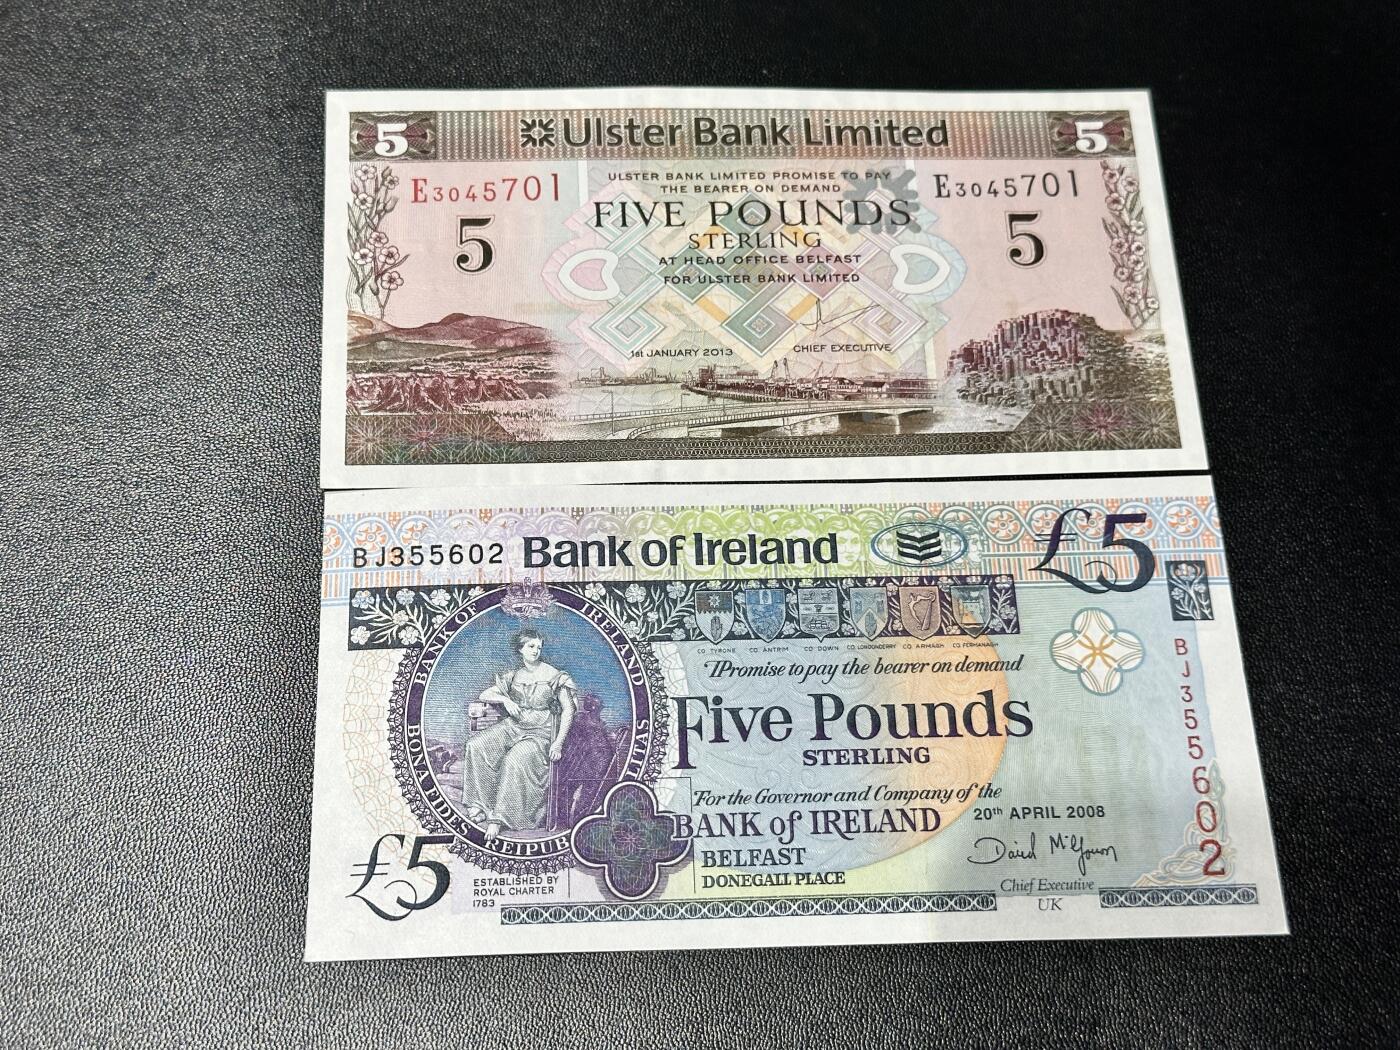 5 Ulster Bank Limited 5
ULSTER BANK LIMITED PROMISE TO PAY
THE BEARER ON DEMAND
E3045701 E3045701
FIVE POUNDS
5 5
STERLING
AT HEAD OFFICE BELFAST
FOR ULSTER BANK LIMITED
1st JANUARY 2013 CHIEF EXECUTIVE
BJ355602 Bank of Ireland £5
BANK OF IRELAND
BONA FIDES REIPUB LITAS
CO TYRONE CO. ANTRIM CO DOWN CO LONDONDERRY CO. ARMAGH CO. FERMANAGH
I Promise to pay the bearer on demand
BJ355602
Five Pounds
STERLING
For the Governor and Company of the
BANK of IRELAND
20th APRIL 2008
BELFAST
DONEGALL PLACE
David McGowan
Chief Executive
UK
£5
ESTABLISHED BY
ROYAL CHARTER
1783